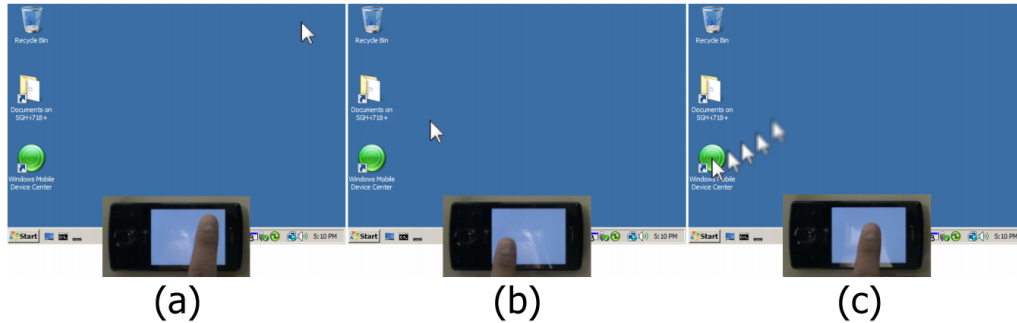 Recycle Bin
Documents on
SGH-i718+
Windows Mobile
Device Center
Start
5:10 PM
Recycle Bin
Documents on
SGH-i718+
Windows Mobile
Device Center
Start
5:10 PM
Recycle Bin
Documents on
SGH-i718+
Windows Mobile
Device Center
Start
5:10 PM
(a)
(b)
(c)